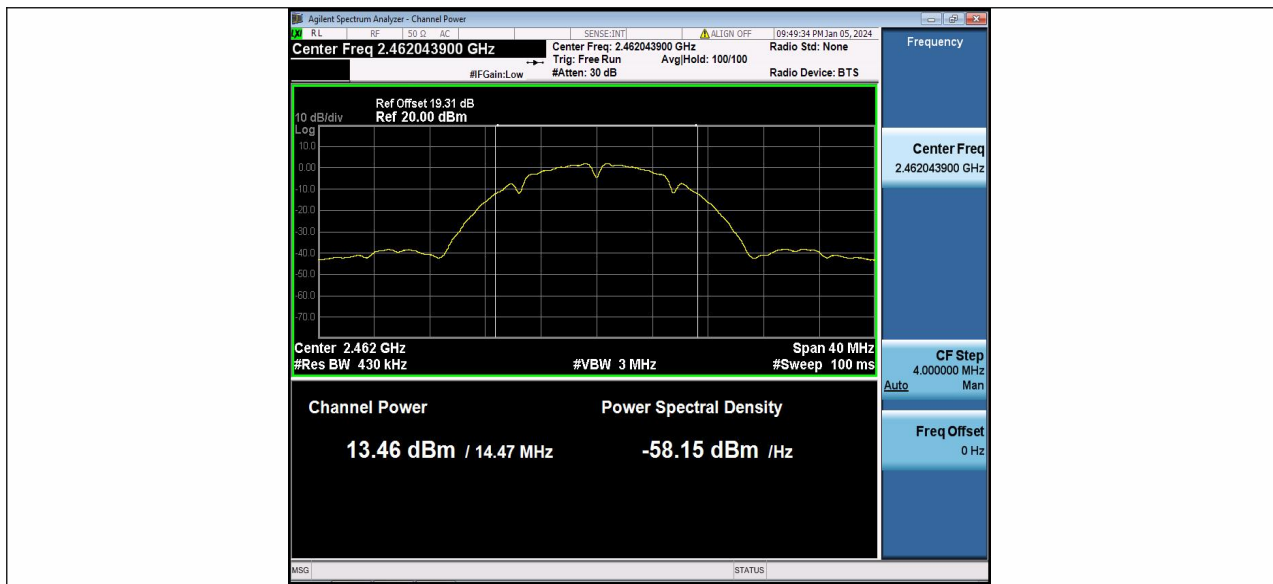 Agilent Spectrum Analyzer - Channel Power
LXI RL RF 50 Ω AC SENSE:INT ALIGN OFF 09:49:34 PM Jan 05, 2024
Center Freq 2.462043900 GHz
Center Freq: 2.462043900 GHz
Radio Std: None
Trig: Free Run Avg|Hold: 100/100
#IFGain:Low #Atten: 30 dB Radio Device: BTS
Ref Offset 19.31 dB
10 dB/div Ref 20.00 dBm
Log
10.0
0.00
-10.0
-20.0
-30.0
-40.0
-50.0
-60.0
-70.0
Center 2.462 GHz Span 40 MHz
#Res BW 430 kHz #VBW 3 MHz #Sweep 100 ms
Channel Power Power Spectral Density
13.46 dBm / 14.47 MHz -58.15 dBm /Hz
MSG STATUS
Frequency
Center Freq
2.462043900 GHz
CF Step
4.000000 MHz
Auto Man
Freq Offset
0 Hz